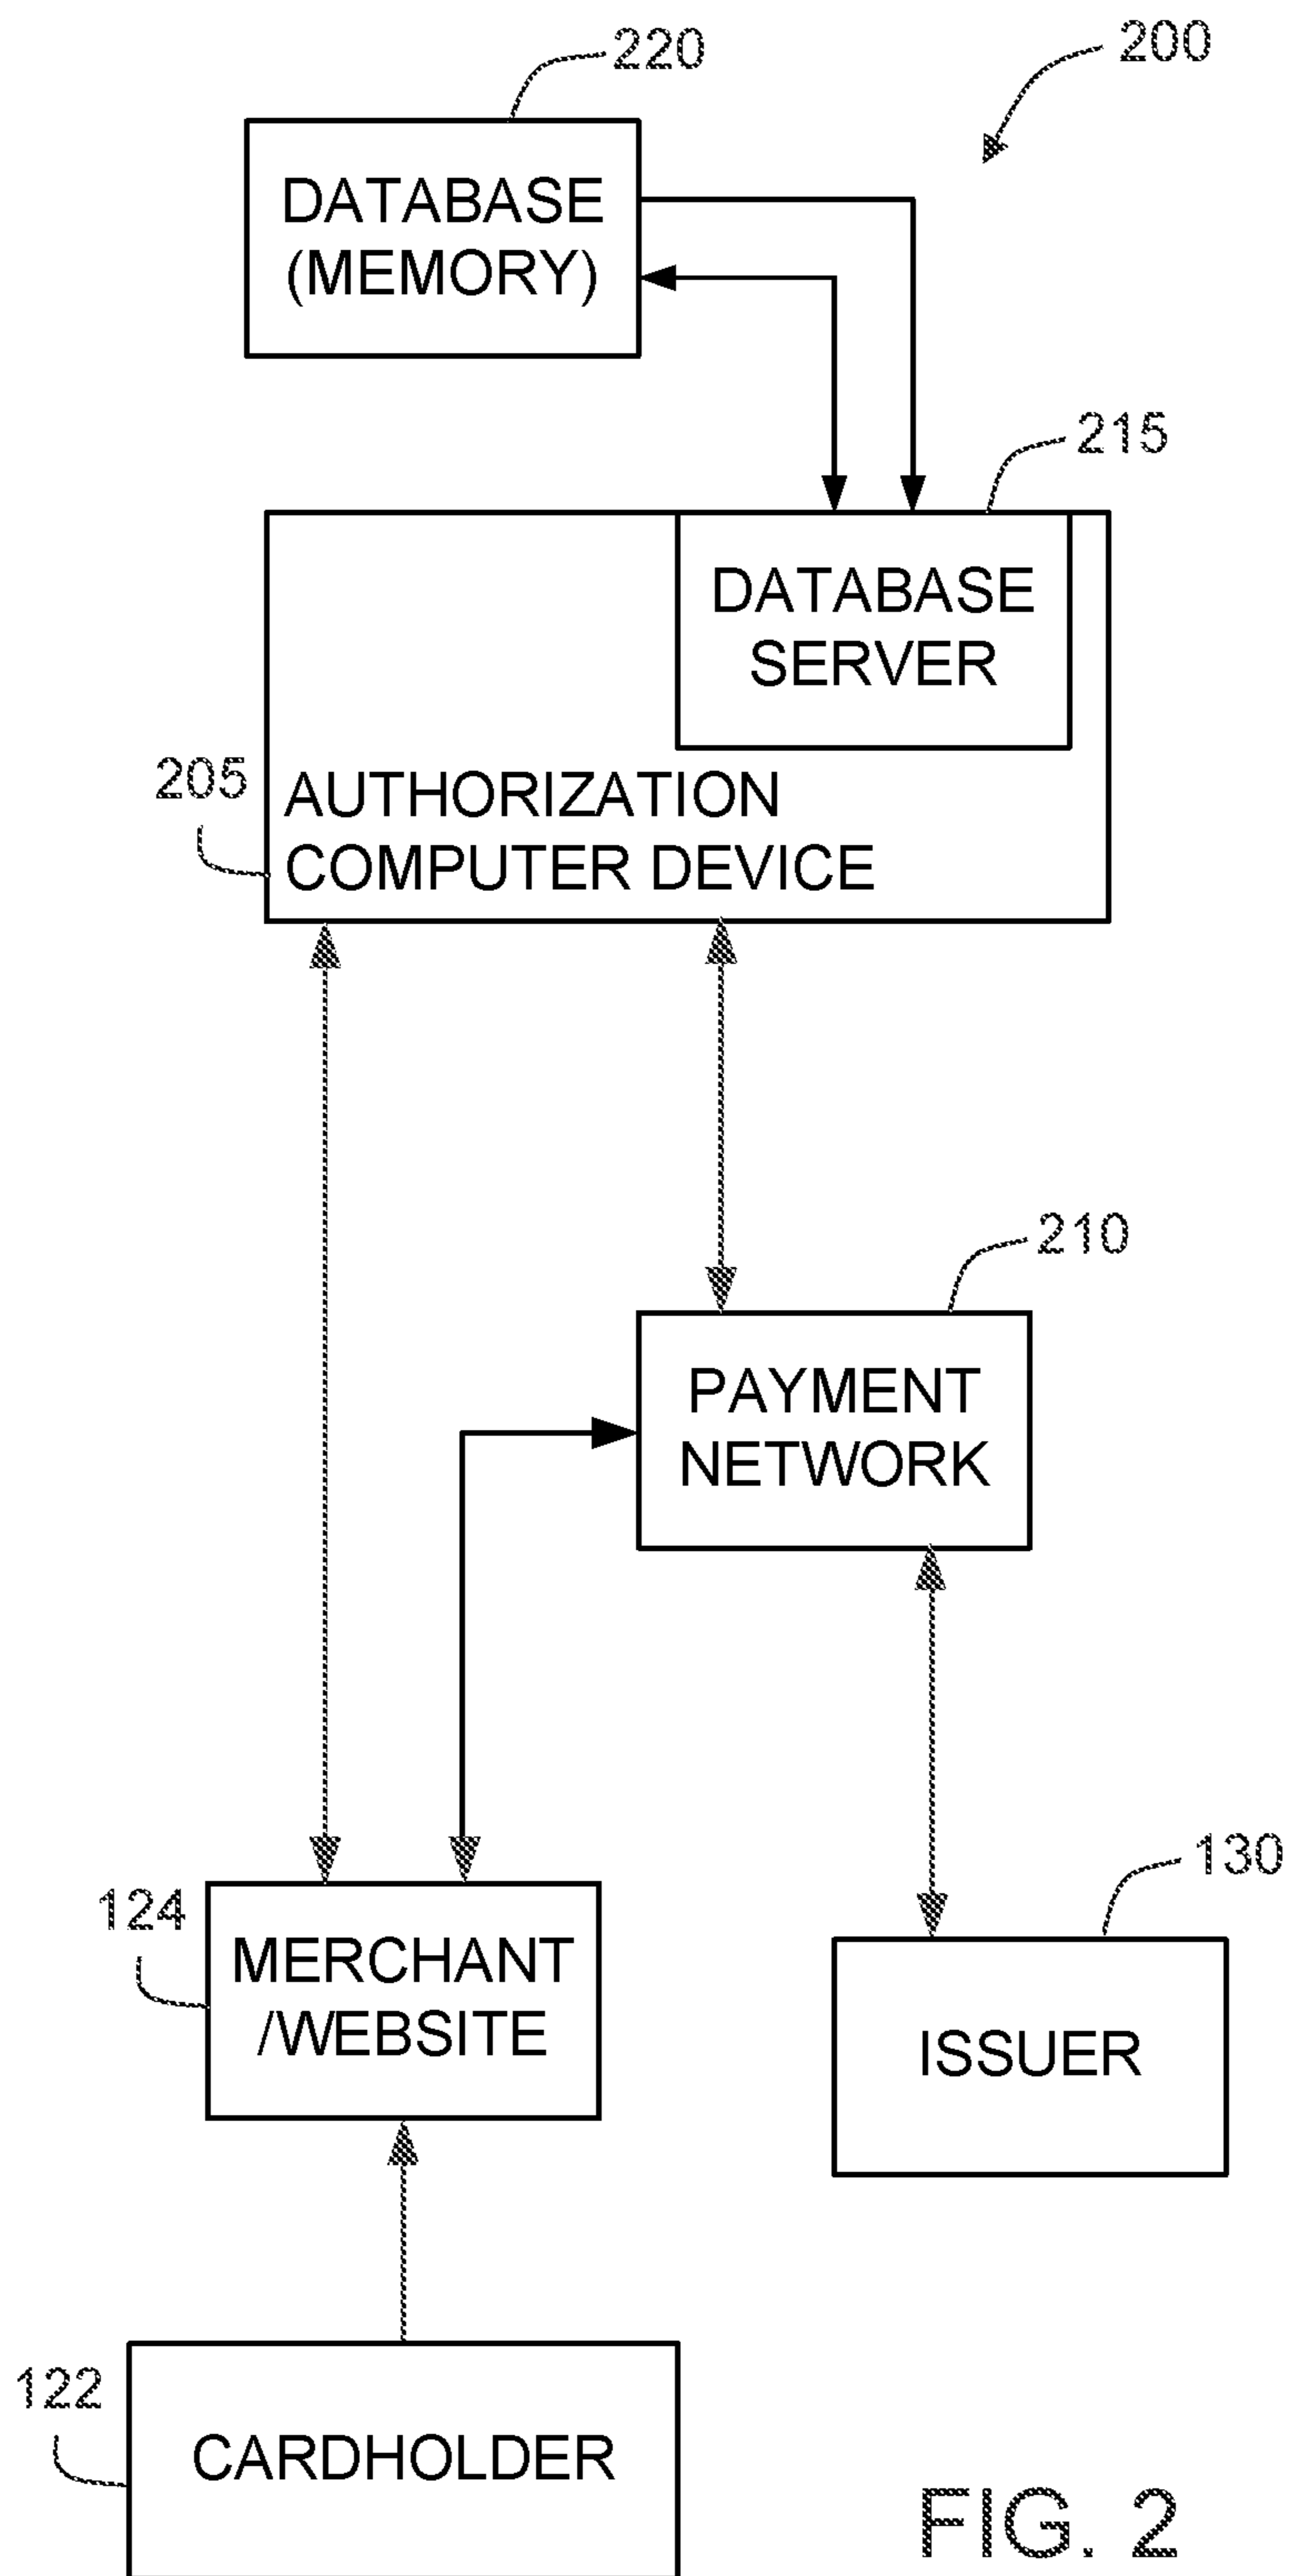 220
200
DATABASE
(MEMORY)
215
DATABASE
SERVER
205
AUTHORIZATION
COMPUTER DEVICE
210
PAYMENT
NETWORK
130
124
MERCHANT
/WEBSITE
ISSUER
122
CARDHOLDER
FIG. 2